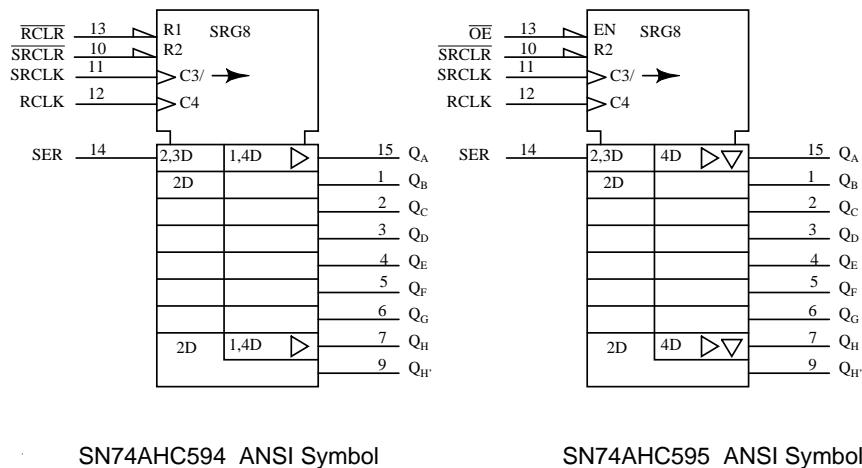 RCLR 13 R1 SRG8
SRCLR 10 R2
SRCLK 11 C3/
RCLK 12 C4
SER 14 2,3D 1,4D 15 QA
2D 1 QB
2 QC
3 QD
4 QE
5 QF
6 QG
2D 1,4D 7 QH
9 QH'
SN74AHC594 ANSI Symbol
OE 13 EN SRG8
SRCLR 10 R2
SRCLK 11 C3/
RCLK 12 C4
SER 14 2,3D 4D 15 QA
2D 1 QB
2 QC
3 QD
4 QE
5 QF
6 QG
2D 4D 7 QH
9 QH'
SN74AHC595 ANSI Symbol